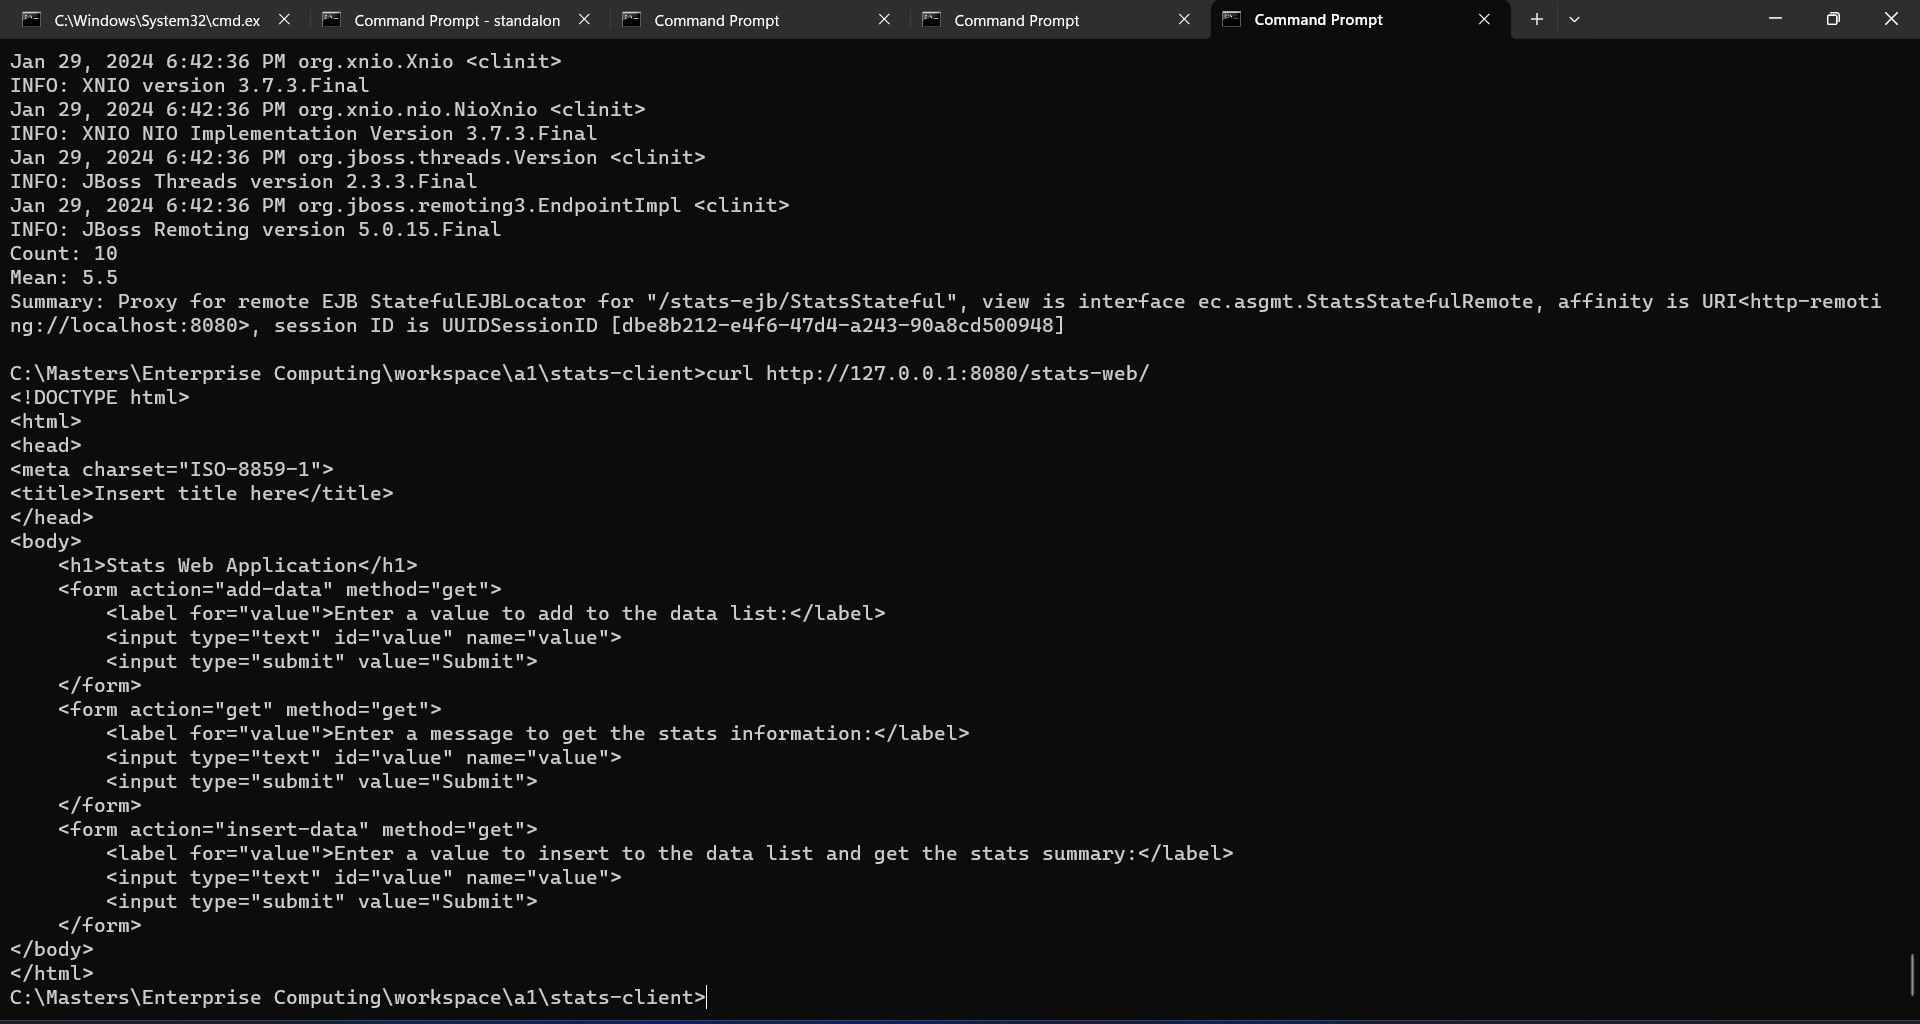 C:\Windows\System32\cmd.ex
Command Prompt - standalon
Command Prompt
Command Prompt
Command Prompt
Jan 29, 2024 6:42:36 PM org.xnio.Xnio <clinit>
INFO: XNIO version 3.7.3.Final
Jan 29, 2024 6:42:36 PM org.xnio.nio.NioXnio <clinit>
INFO: XNIO NIO Implementation Version 3.7.3.Final
Jan 29, 2024 6:42:36 PM org.jboss.threads.Version <clinit>
INFO: JBoss Threads version 2.3.3.Final
Jan 29, 2024 6:42:36 PM org.jboss.remoting3.EndpointImpl <clinit>
INFO: JBoss Remoting version 5.0.15.Final
Count: 10
Mean: 5.5
Summary: Proxy for remote EJB StatefulEJBLocator for "/stats-ejb/StatsStateful", view is interface ec.asgmt.StatsStatefulRemote, affinity is URI<http-remoti
ng://localhost:8080>, session ID is UUIDSessionID [dbe8b212-e4f6-47d4-a243-90a8cd500948]
C:\Masters\Enterprise Computing\workspace\a1\stats-client>curl http://127.0.0.1:8080/stats-web/
<!DOCTYPE html>
<html>
<head>
<meta charset="ISO-8859-1">
<title>Insert title here</title>
</head>
<body>
    <h1>Stats Web Application</h1>
    <form action="add-data" method="get">
        <label for="value">Enter a value to add to the data list:</label>
        <input type="text" id="value" name="value">
        <input type="submit" value="Submit">
    </form>
    <form action="get" method="get">
        <label for="value">Enter a message to get the stats information:</label>
        <input type="text" id="value" name="value">
        <input type="submit" value="Submit">
    </form>
    <form action="insert-data" method="get">
        <label for="value">Enter a value to insert to the data list and get the stats summary:</label>
        <input type="text" id="value" name="value">
        <input type="submit" value="Submit">
    </form>
</body>
</html>
C:\Masters\Enterprise Computing\workspace\a1\stats-client>